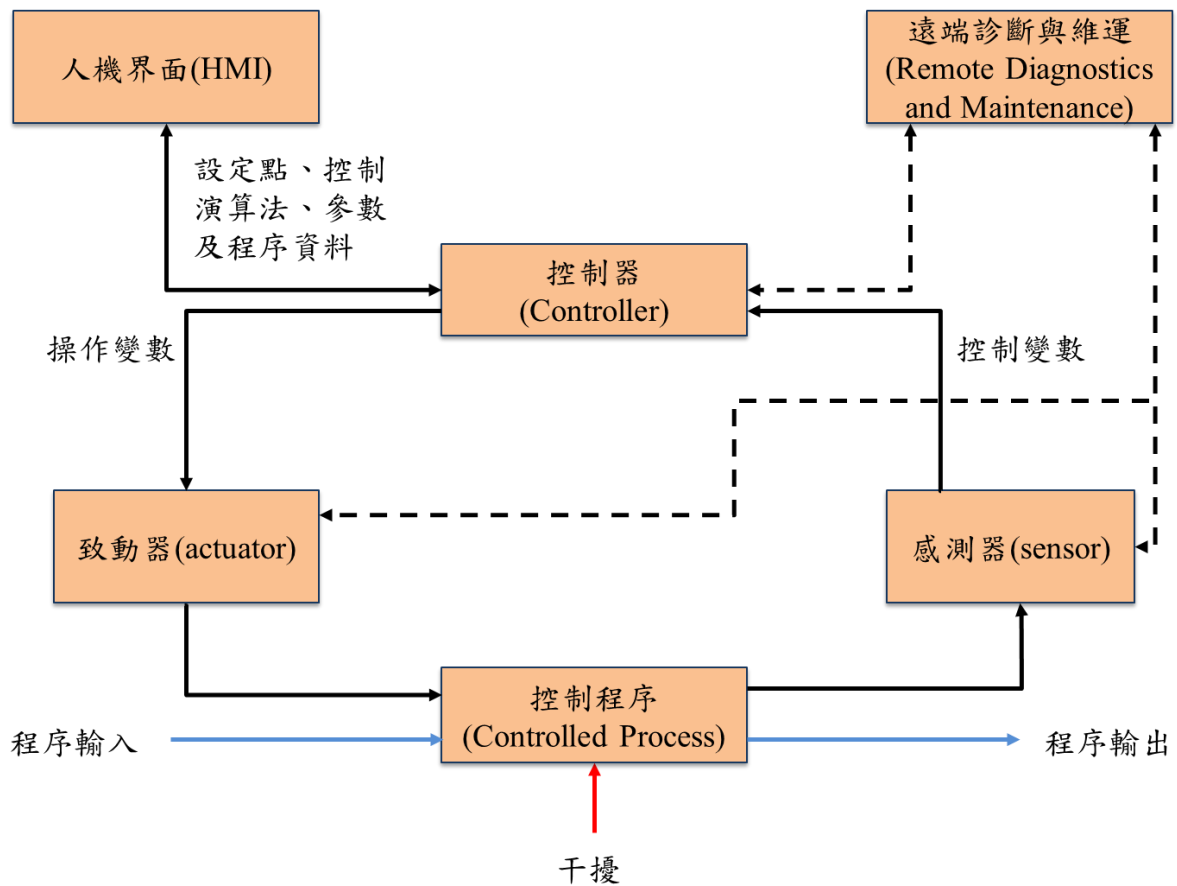 人機界面(HMI)
遠端診斷與維運
(Remote Diagnostics
and Maintenance)
設定點、控制
演算法、參數
及程序資料
控制器
(Controller)
操作變數
控制變數
致動器(actuator)
感測器(sensor)
控制程序
(Controlled Process)
程序輸入
程序輸出
干擾